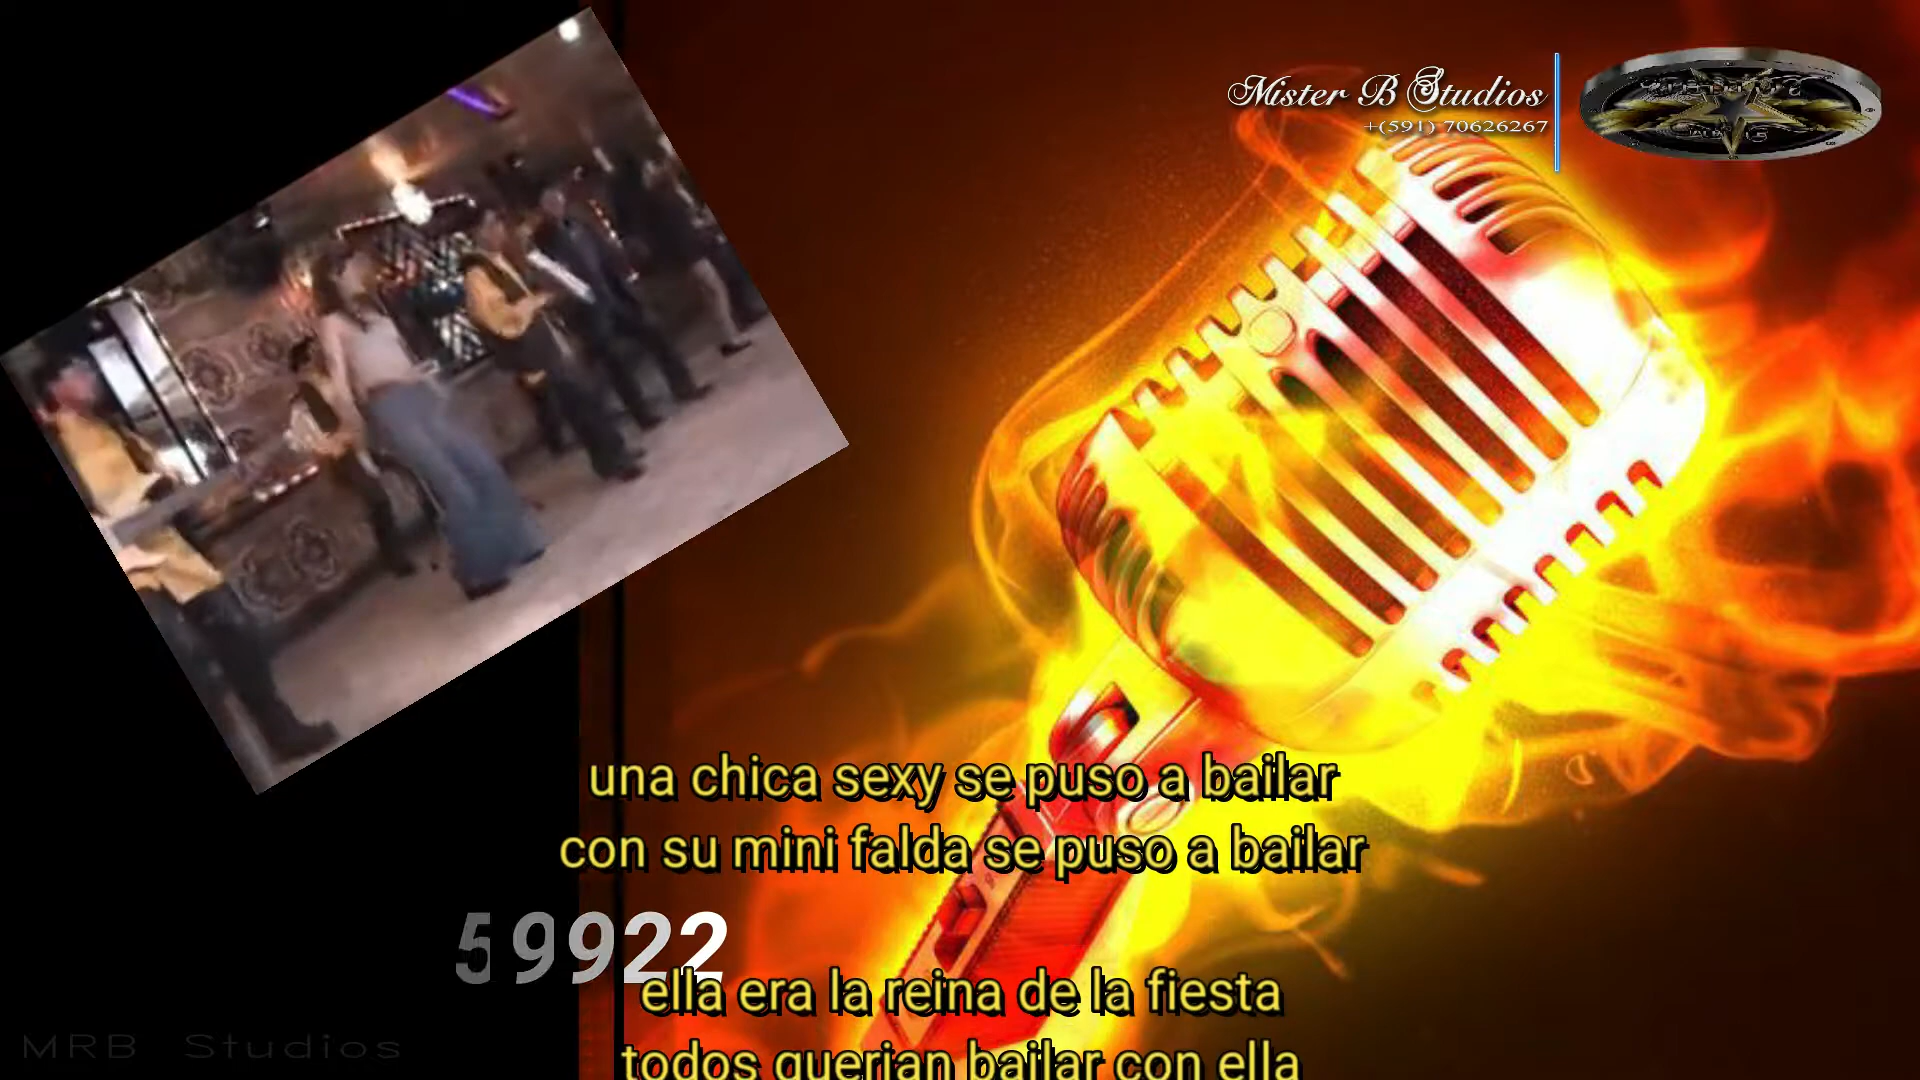 Mister B Studios
+(591) 70626267
una chica sexy se puso a bailar
con su mini falda se puso a bailar
59922
ella era la reina de la fiesta
todos querian bailar con ella
MRB Studios